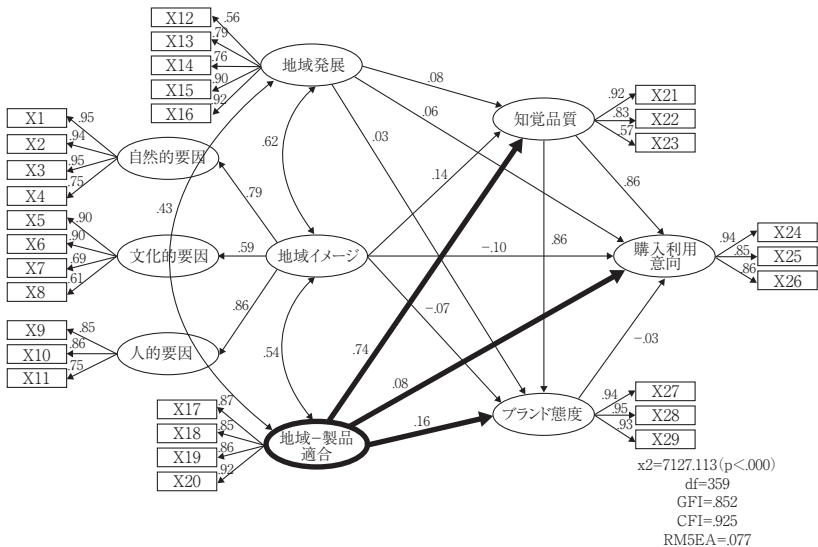 X12
X13
X14
X15
X16
.56
.79
.76
.90
.92
地域発展
.08
.06
.03
知覚品質
.92
.83
.57
X21
X22
X23
X1
X2
X3
X4
X5
X6
X7
X8
.95
.94
.95
.75
.90
.90
.69
.61
自然的要因
.43
.62
.79
.14
.86
文化的要因
.59
地域イメージ
-.10
.86
購入利用
意向
.94
.85
.86
X24
X25
X26
X9
X10
X11
.85
.86
.75
人的要因
.86
.54
-.07
.74
.08
-.03
X17
X18
X19
X20
.87
.85
.86
.92
地域-製品
適合
.16
ブランド態度
.94
.95
.93
X27
X28
X29
x2=7127.113(p<.000)
df=359
GFI=.852
CFI=.925
RM5EA=.077